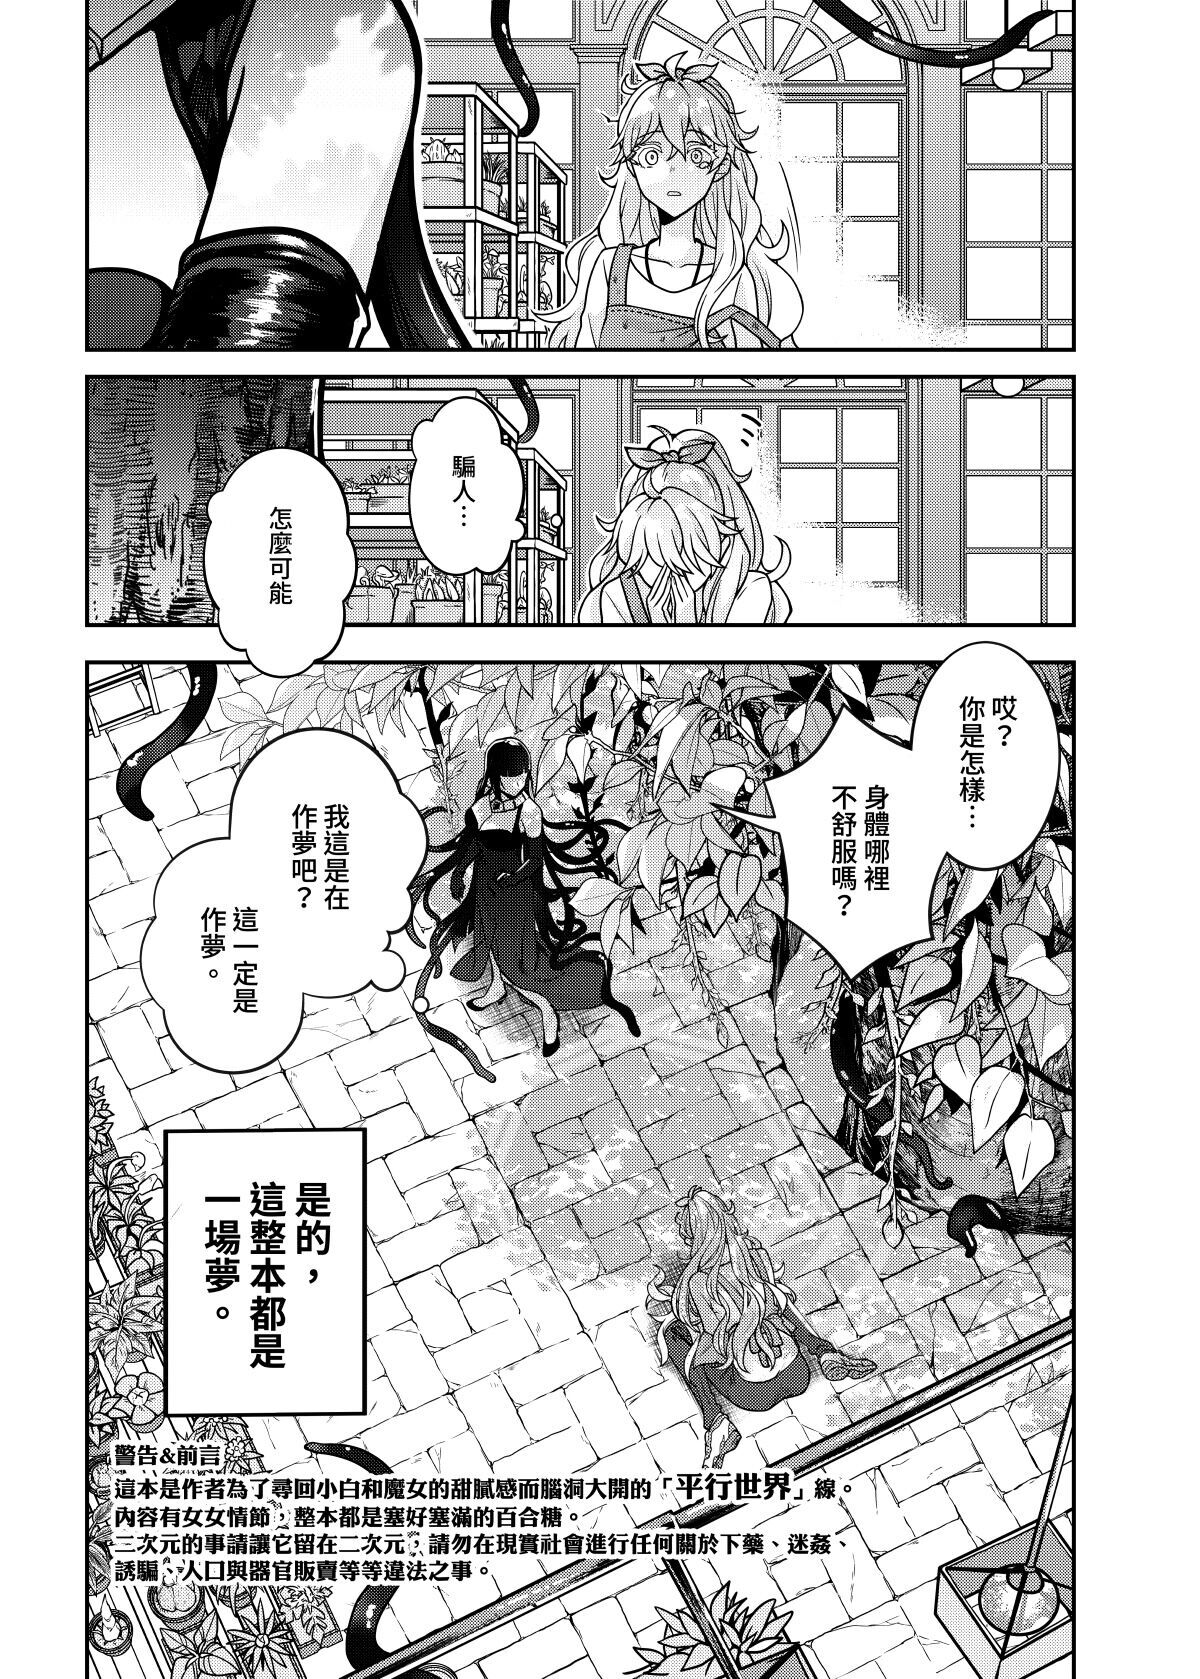 騙人…
怎麼可能
哎？
你是怎樣…
身體哪裡
不舒服嗎？
我這是在
作夢吧？
這一定是
作夢。
是的，
這整本都是
一場夢。
警告&前言
這本是作者為了尋回小白和魔女的甜膩感而腦洞大開的「平行世界」線。
內容有女女情節，整本都是塞好塞滿的百合糖。
二次元的事請讓它留在二次元，請勿在現實社會進行任何關於下藥、迷姦、
誘騙、人口與器官販賣等等違法之事。